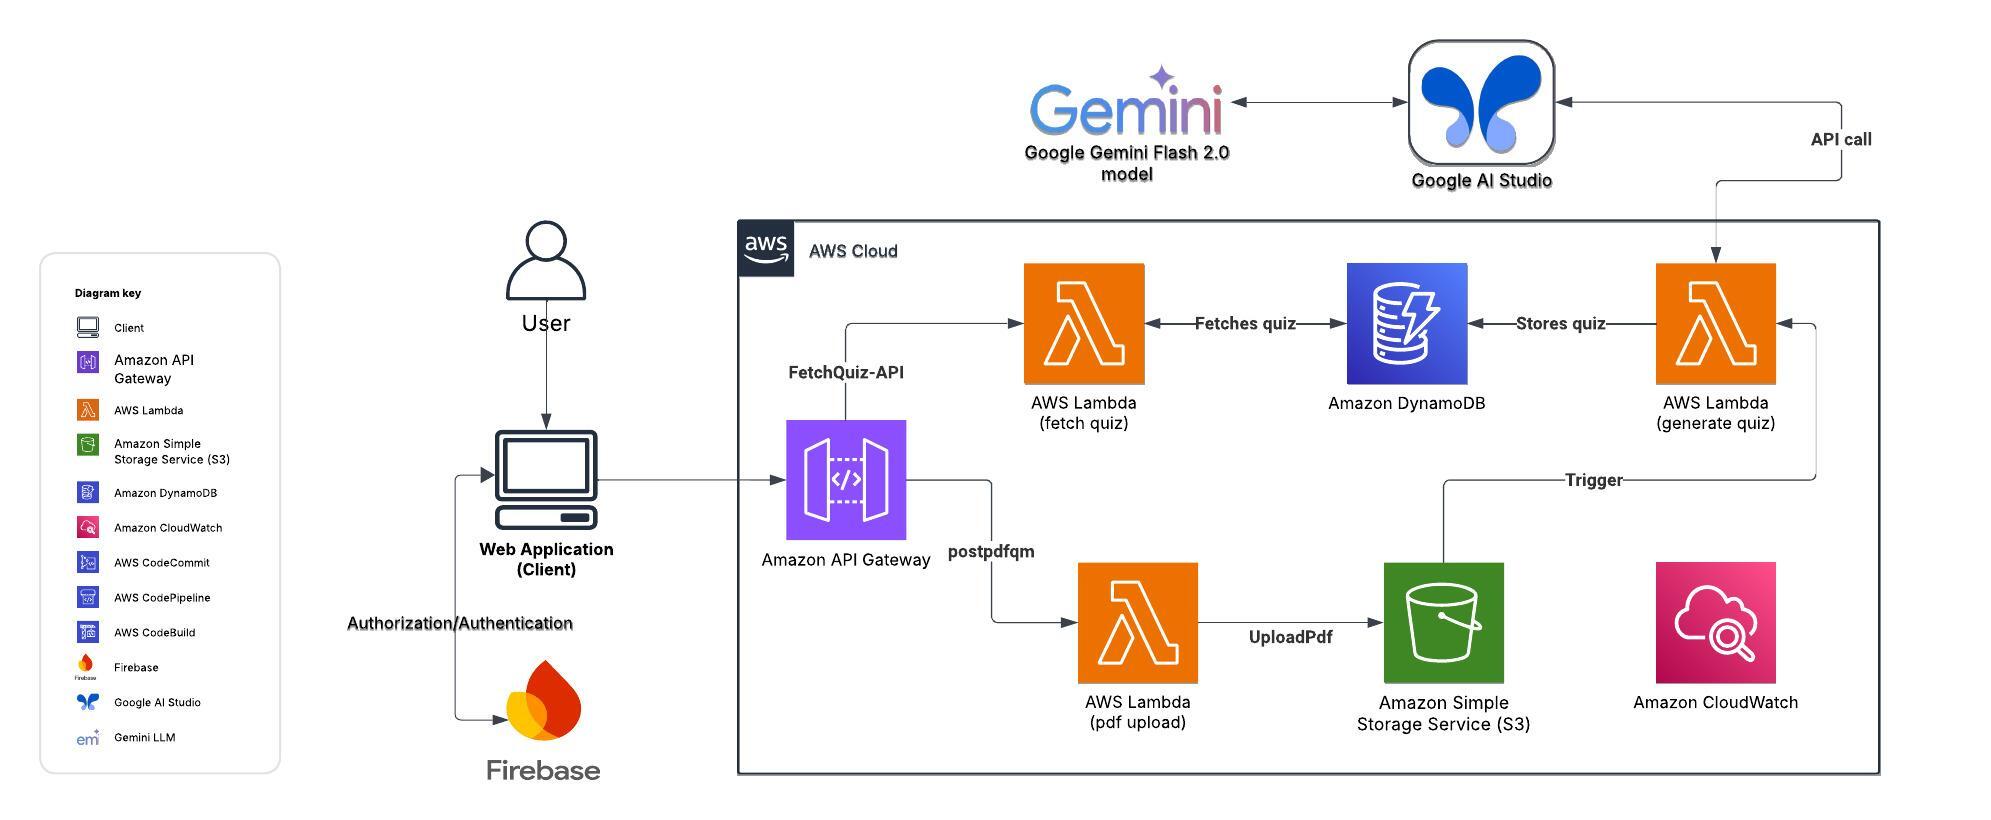 Gemini
Google Gemini Flash 2.0
model
Google AI Studio
API call
aws
AWS Cloud
User
Diagram key
Client
Amazon API
Gateway
AWS Lambda
Amazon Simple
Storage Service (S3)
Amazon DynamoDB
Amazon CloudWatch
AWS CodeCommit
AWS CodePipeline
AWS CodeBuild
Firebase
Firebase
Google AI Studio
em
Gemini LLM
Fetches quiz
Stores quiz
FetchQuiz-API
AWS Lambda
(fetch quiz)
Amazon DynamoDB
AWS Lambda
(generate quiz)
</>
Trigger
Web Application
(Client)
Amazon API Gateway
postpdfqm
Authorization/Authentication
UploadPdf
AWS Lambda
(pdf upload)
Amazon Simple
Storage Service (S3)
Amazon CloudWatch
Firebase